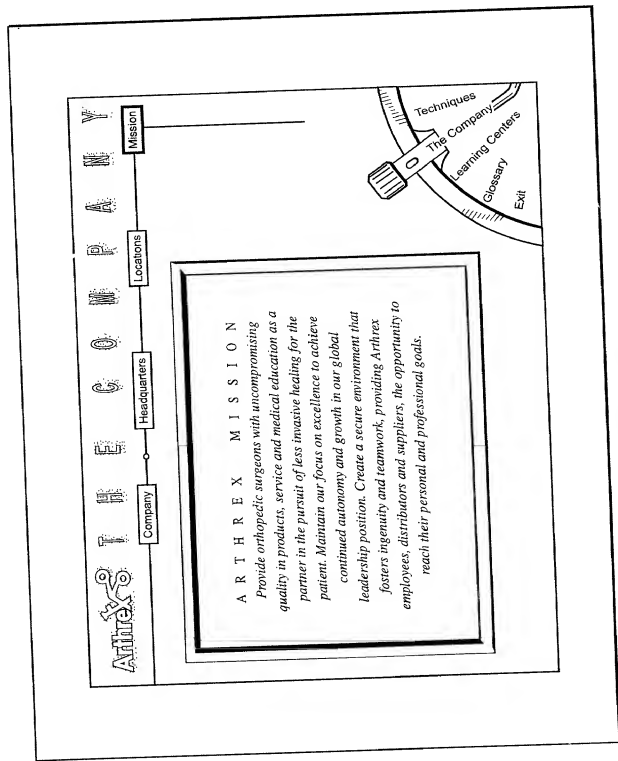 Arthrex THE COMPANY
Company
Headquarters
Locations
Mission
ARTHREX MISSION
Provide orthopedic surgeons with uncompromising
quality in products, service and medical education as a
partner in the pursuit of less invasive healing for the
patient. Maintain our focus on excellence to achieve
continued autonomy and growth in our global
leadership position. Create a secure environment that
fosters ingenuity and teamwork, providing Arthrex
employees, distributors and suppliers, the opportunity to
reach their personal and professional goals.
Techniques
The Company
Learning Centers
Glossary
Exit